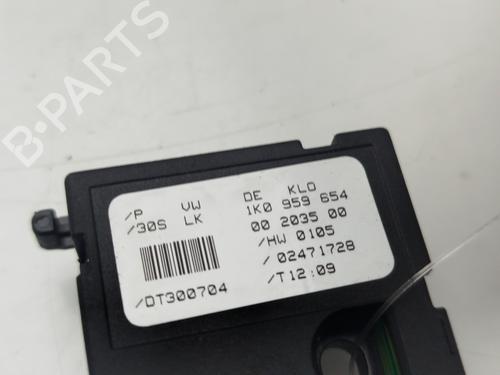 B-PARTS
/P VW DE KLO
/30S LK 1K0 959 654
00 2035 00
/HW 0105
/02471728
/DT300704 /T12:09